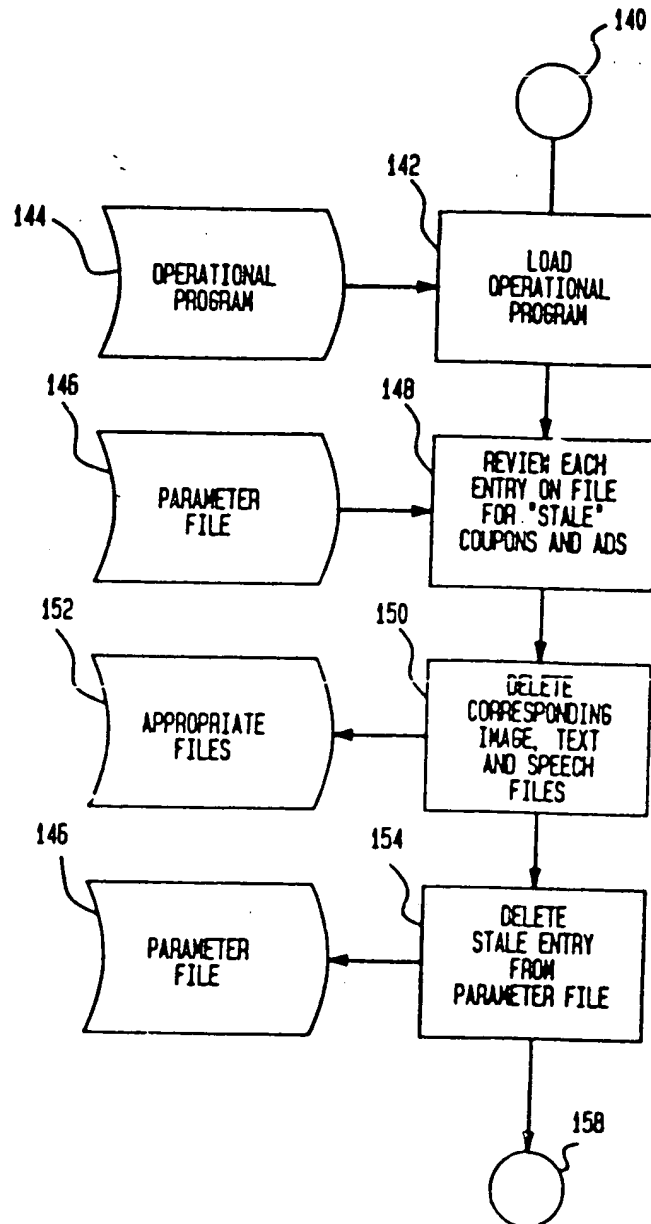 140
142
144
OPERATIONAL
PROGRAM
LOAD
OPERATIONAL
PROGRAM
146
148
PARAMETER
FILE
REVIEW EACH
ENTRY ON FILE
FOR "STALE"
COUPONS AND ADS
152
150
APPROPRIATE
FILES
DELETE
CORRESPONDING
IMAGE, TEXT
AND SPEECH
FILES
146
154
PARAMETER
FILE
DELETE
STALE ENTRY
FROM
PARAMETER FILE
158